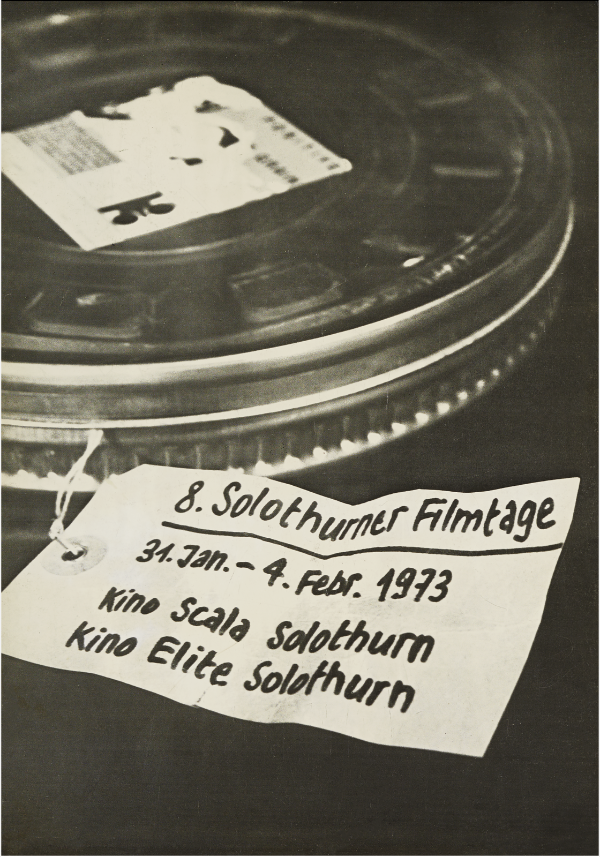 8. Solothurner Filmtage
31. Jan. – 4. Febr. 1973
Kino Scala Solothurn
Kino Elite Solothurn